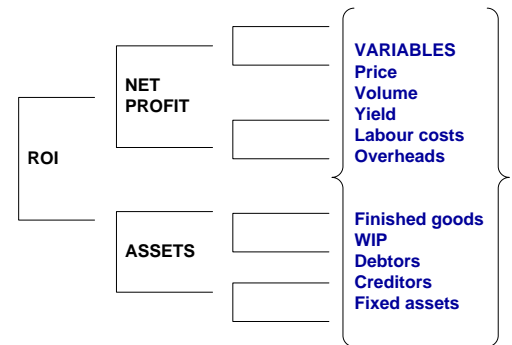 VARIABLES
Price
Volume
Yield
Labour costs
Overheads
NET
PROFIT
ROI
ASSETS
Finished goods
WIP
Debtors
Creditors
Fixed assets